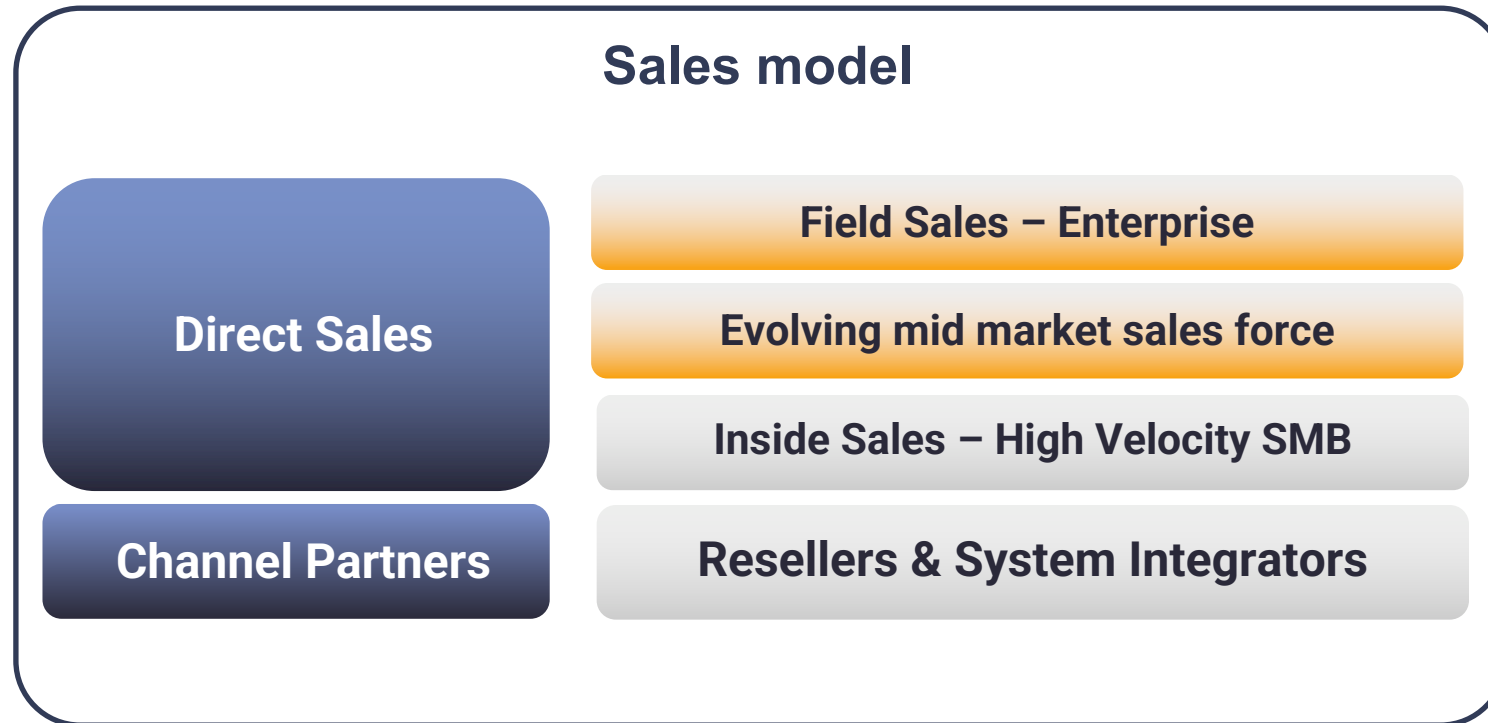 Sales model
Direct Sales
Field Sales – Enterprise
Evolving mid market sales force
Inside Sales – High Velocity SMB
Channel Partners
Resellers & System Integrators